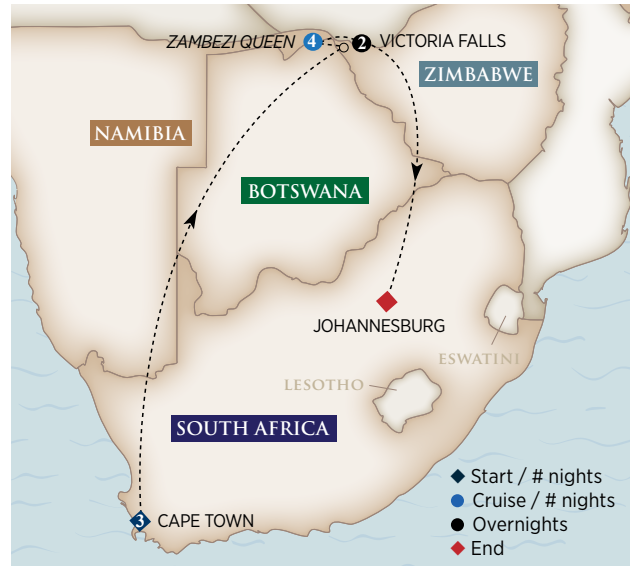 ZAMBEZI QUEEN 4 2 VICTORIA FALLS
ZIMBABWE
NAMIBIA
BOTSWANA
JOHANNESBURG
ESWATINI
LESOTHO
SOUTH AFRICA
3 CAPE TOWN
Start / # nights
Cruise / # nights
Overnights
End